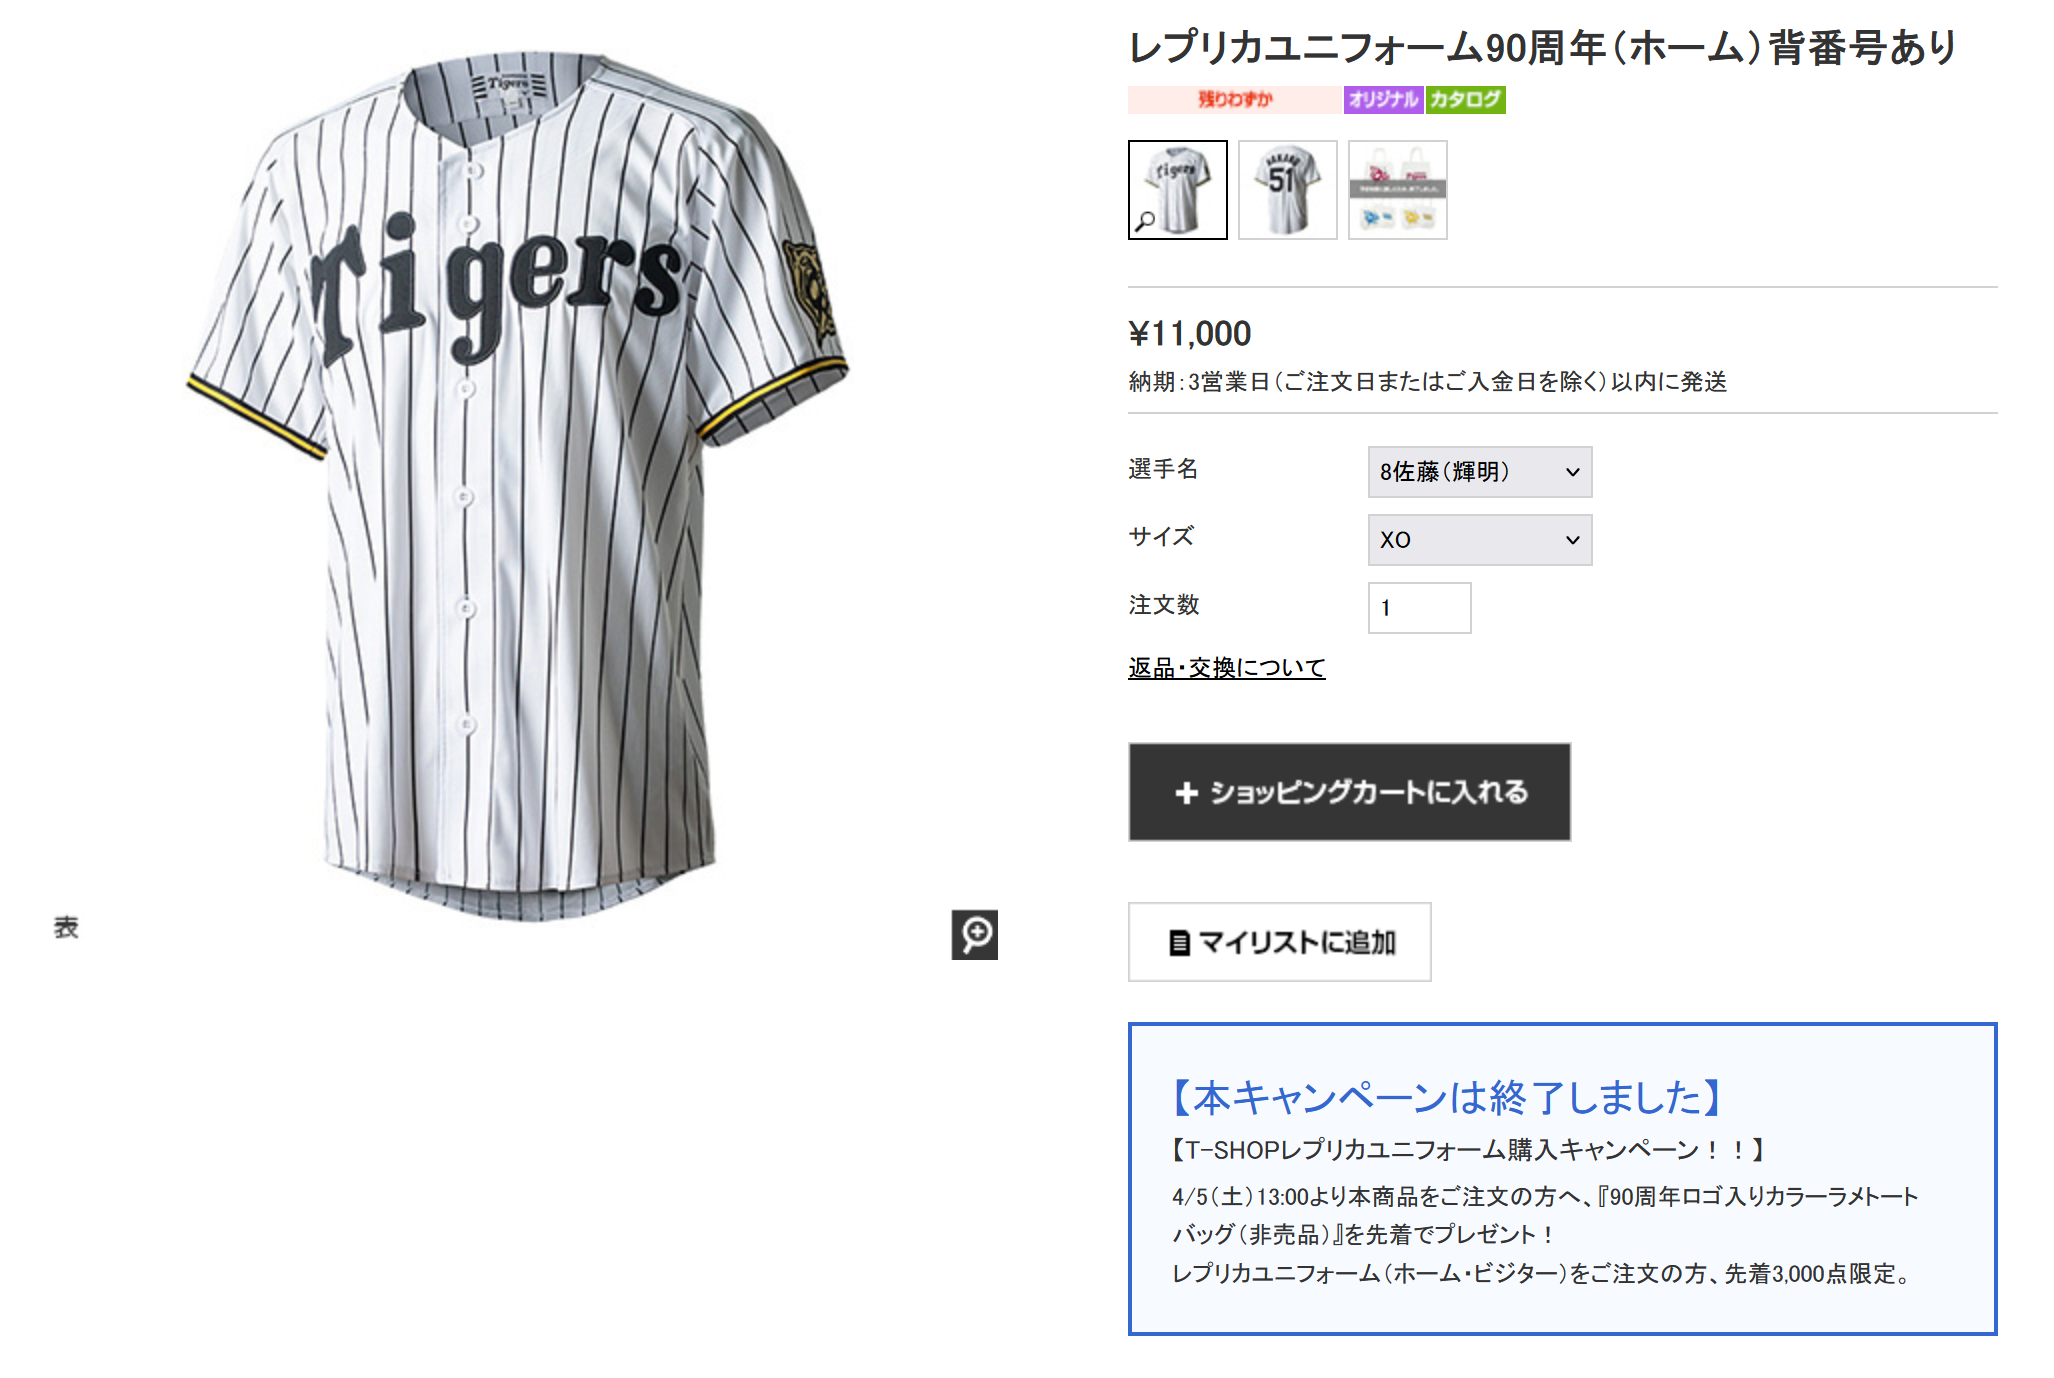 Tigers
Tigers
表
レプリカユニフォーム90周年（ホーム）背番号あり
残りわずか オリジナル カタログ
Tigers
51
¥11,000
納期：3営業日（ご注文日またはご入金日を除く）以内に発送
選手名 8佐藤（輝明）
サイズ XO
注文数 1
返品・交換について
+ ショッピングカートに入れる
マイリストに追加
【本キャンペーンは終了しました】
【T-SHOPレプリカユニフォーム購入キャンペーン！！】
4/5（土）13:00より本商品をご注文の方へ、『90周年ロゴ入りカラーラメトート
バッグ（非売品）』を先着でプレゼント！
レプリカユニフォーム（ホーム・ビジター）をご注文の方、先着3,000点限定。